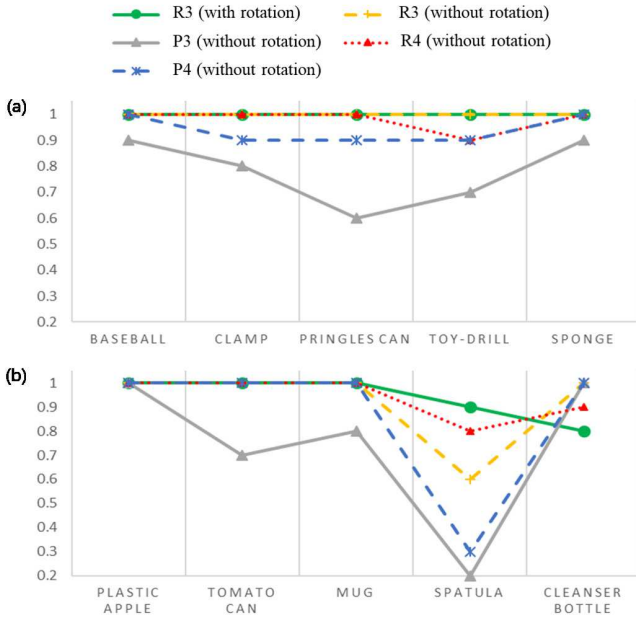 R3 (with rotation) R3 (without rotation)
P3 (without rotation) R4 (without rotation)
P4 (without rotation)
(a)
1
0.9
0.8
0.7
0.6
0.5
0.4
0.3
0.2
BASEBALL CLAMP PRINGLES CAN TOY-DRILL SPONGE
(b)
1
0.9
0.8
0.7
0.6
0.5
0.4
0.3
0.2
PLASTIC TOMATO MUG SPATULA CLEANSER
APPLE CAN BOTTLE